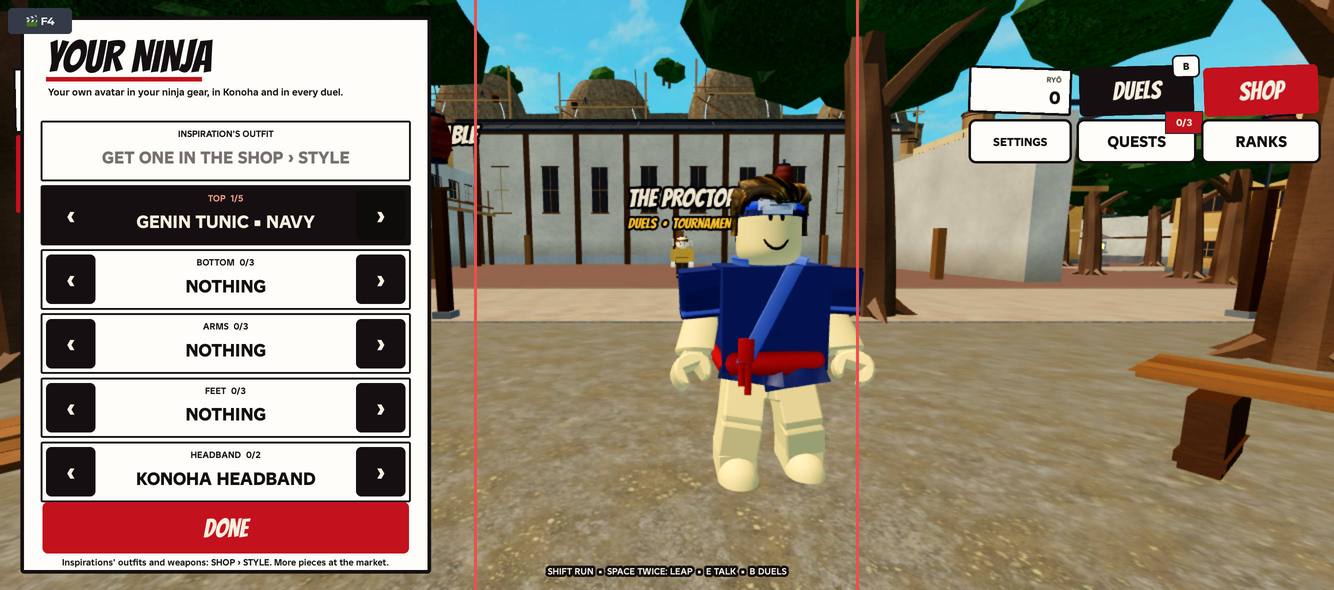 F4
YOUR NINJA
Your own avatar in your ninja gear, in Konoha and in every duel.
INSPIRATION'S OUTFIT
GET ONE IN THE SHOP › STYLE
TOP 1/5
‹ GENIN TUNIC ▪ NAVY ›
BOTTOM 0/3
‹ NOTHING ›
ARMS 0/3
‹ NOTHING ›
FEET 0/3
‹ NOTHING ›
HEADBAND 0/2
‹ KONOHA HEADBAND ›
DONE
Inspirations' outfits and weapons: SHOP › STYLE. More pieces at the market.
THE PROCTOR
DUELS • TOURNAMEN
RYŌ
0
DUELS
B
SHOP
SETTINGS
QUESTS
0/3
RANKS
SHIFT RUN • SPACE TWICE: LEAP • E TALK • B DUELS